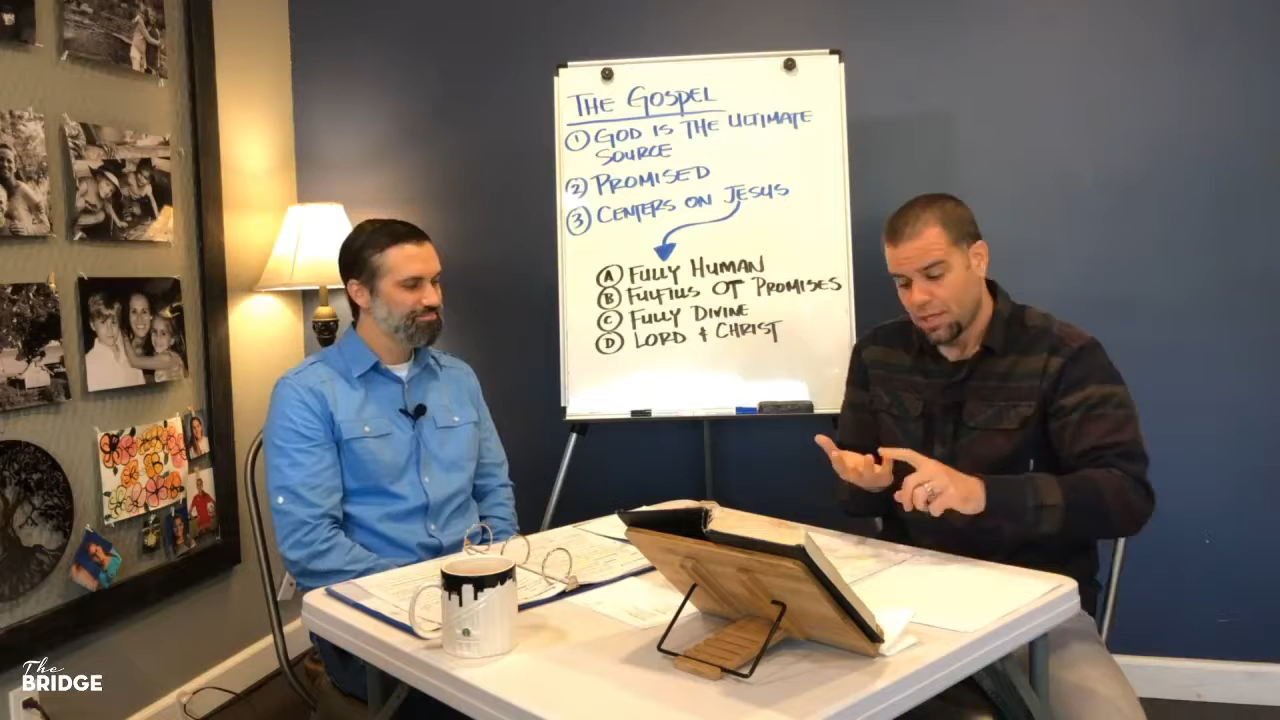 THE GOSPEL
① GOD IS THE ULTIMATE
SOURCE
② PROMISED
③ CENTERS ON JESUS
Ⓐ FULLY HUMAN
Ⓑ FULFILLS OT PROMISES
Ⓒ FULLY DIVINE
Ⓓ LORD & CHRIST
The
BRIDGE